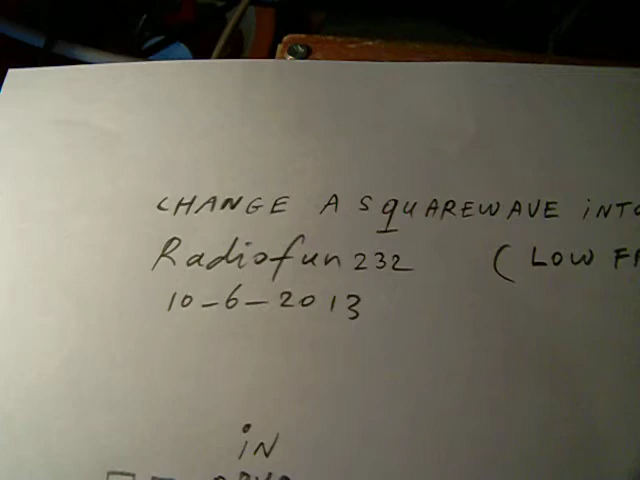 CHANGE A SQUAREWAVE INTO
Radiofun232 (LOW
10-6-2013
IN